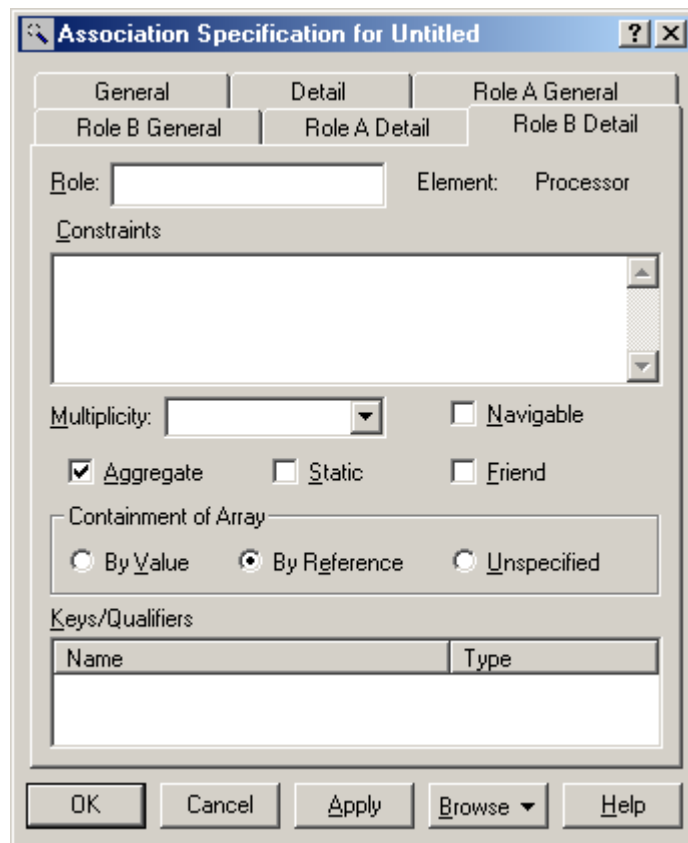 Association Specification for Untitled
General Detail Role A General
Role B General Role A Detail Role B Detail
Role: Element: Processor
Constraints
Multiplicity: Navigable
Aggregate Static Friend
Containment of Array
By Value By Reference Unspecified
Keys/Qualifiers
Name Type
OK Cancel Apply Browse Help